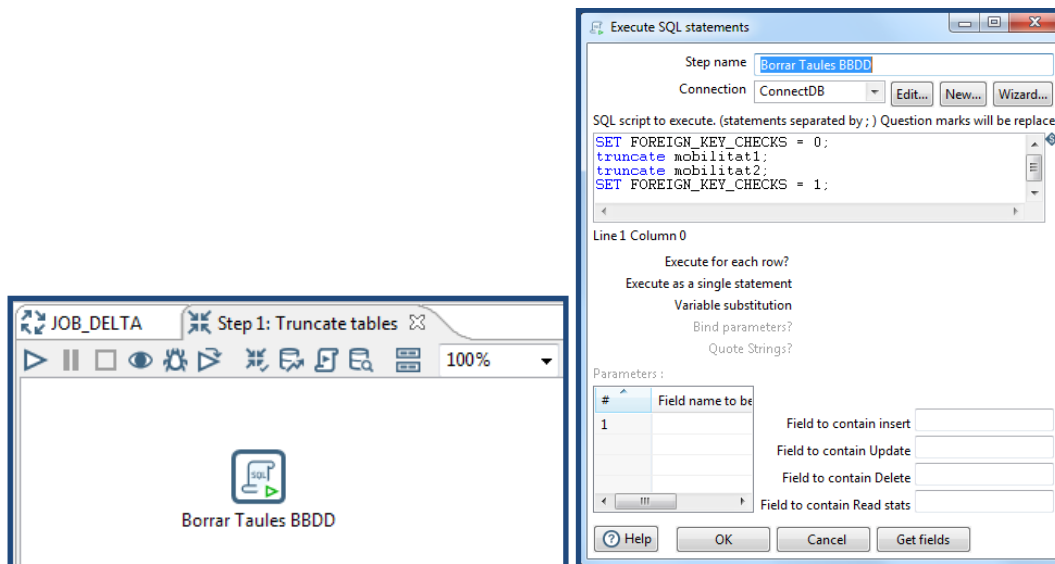 JOB_DELTA
Step 1: Truncate tables
100%
SQL
Borrar Taules BBDD
Execute SQL statements
Step name Borrar Taules BBDD
Connection ConnectDB Edit... New... Wizard...
SQL script to execute. (statements separated by ; ) Question marks will be replace
SET FOREIGN_KEY_CHECKS = 0;
truncate mobilitat1;
truncate mobilitat2;
SET FOREIGN_KEY_CHECKS = 1;
Line 1 Column 0
Execute for each row?
Execute as a single statement
Variable substitution
Bind parameters?
Quote Strings?
Parameters :
# Field name to be
1
Field to contain insert
Field to contain Update
Field to contain Delete
Field to contain Read stats
Help OK Cancel Get fields